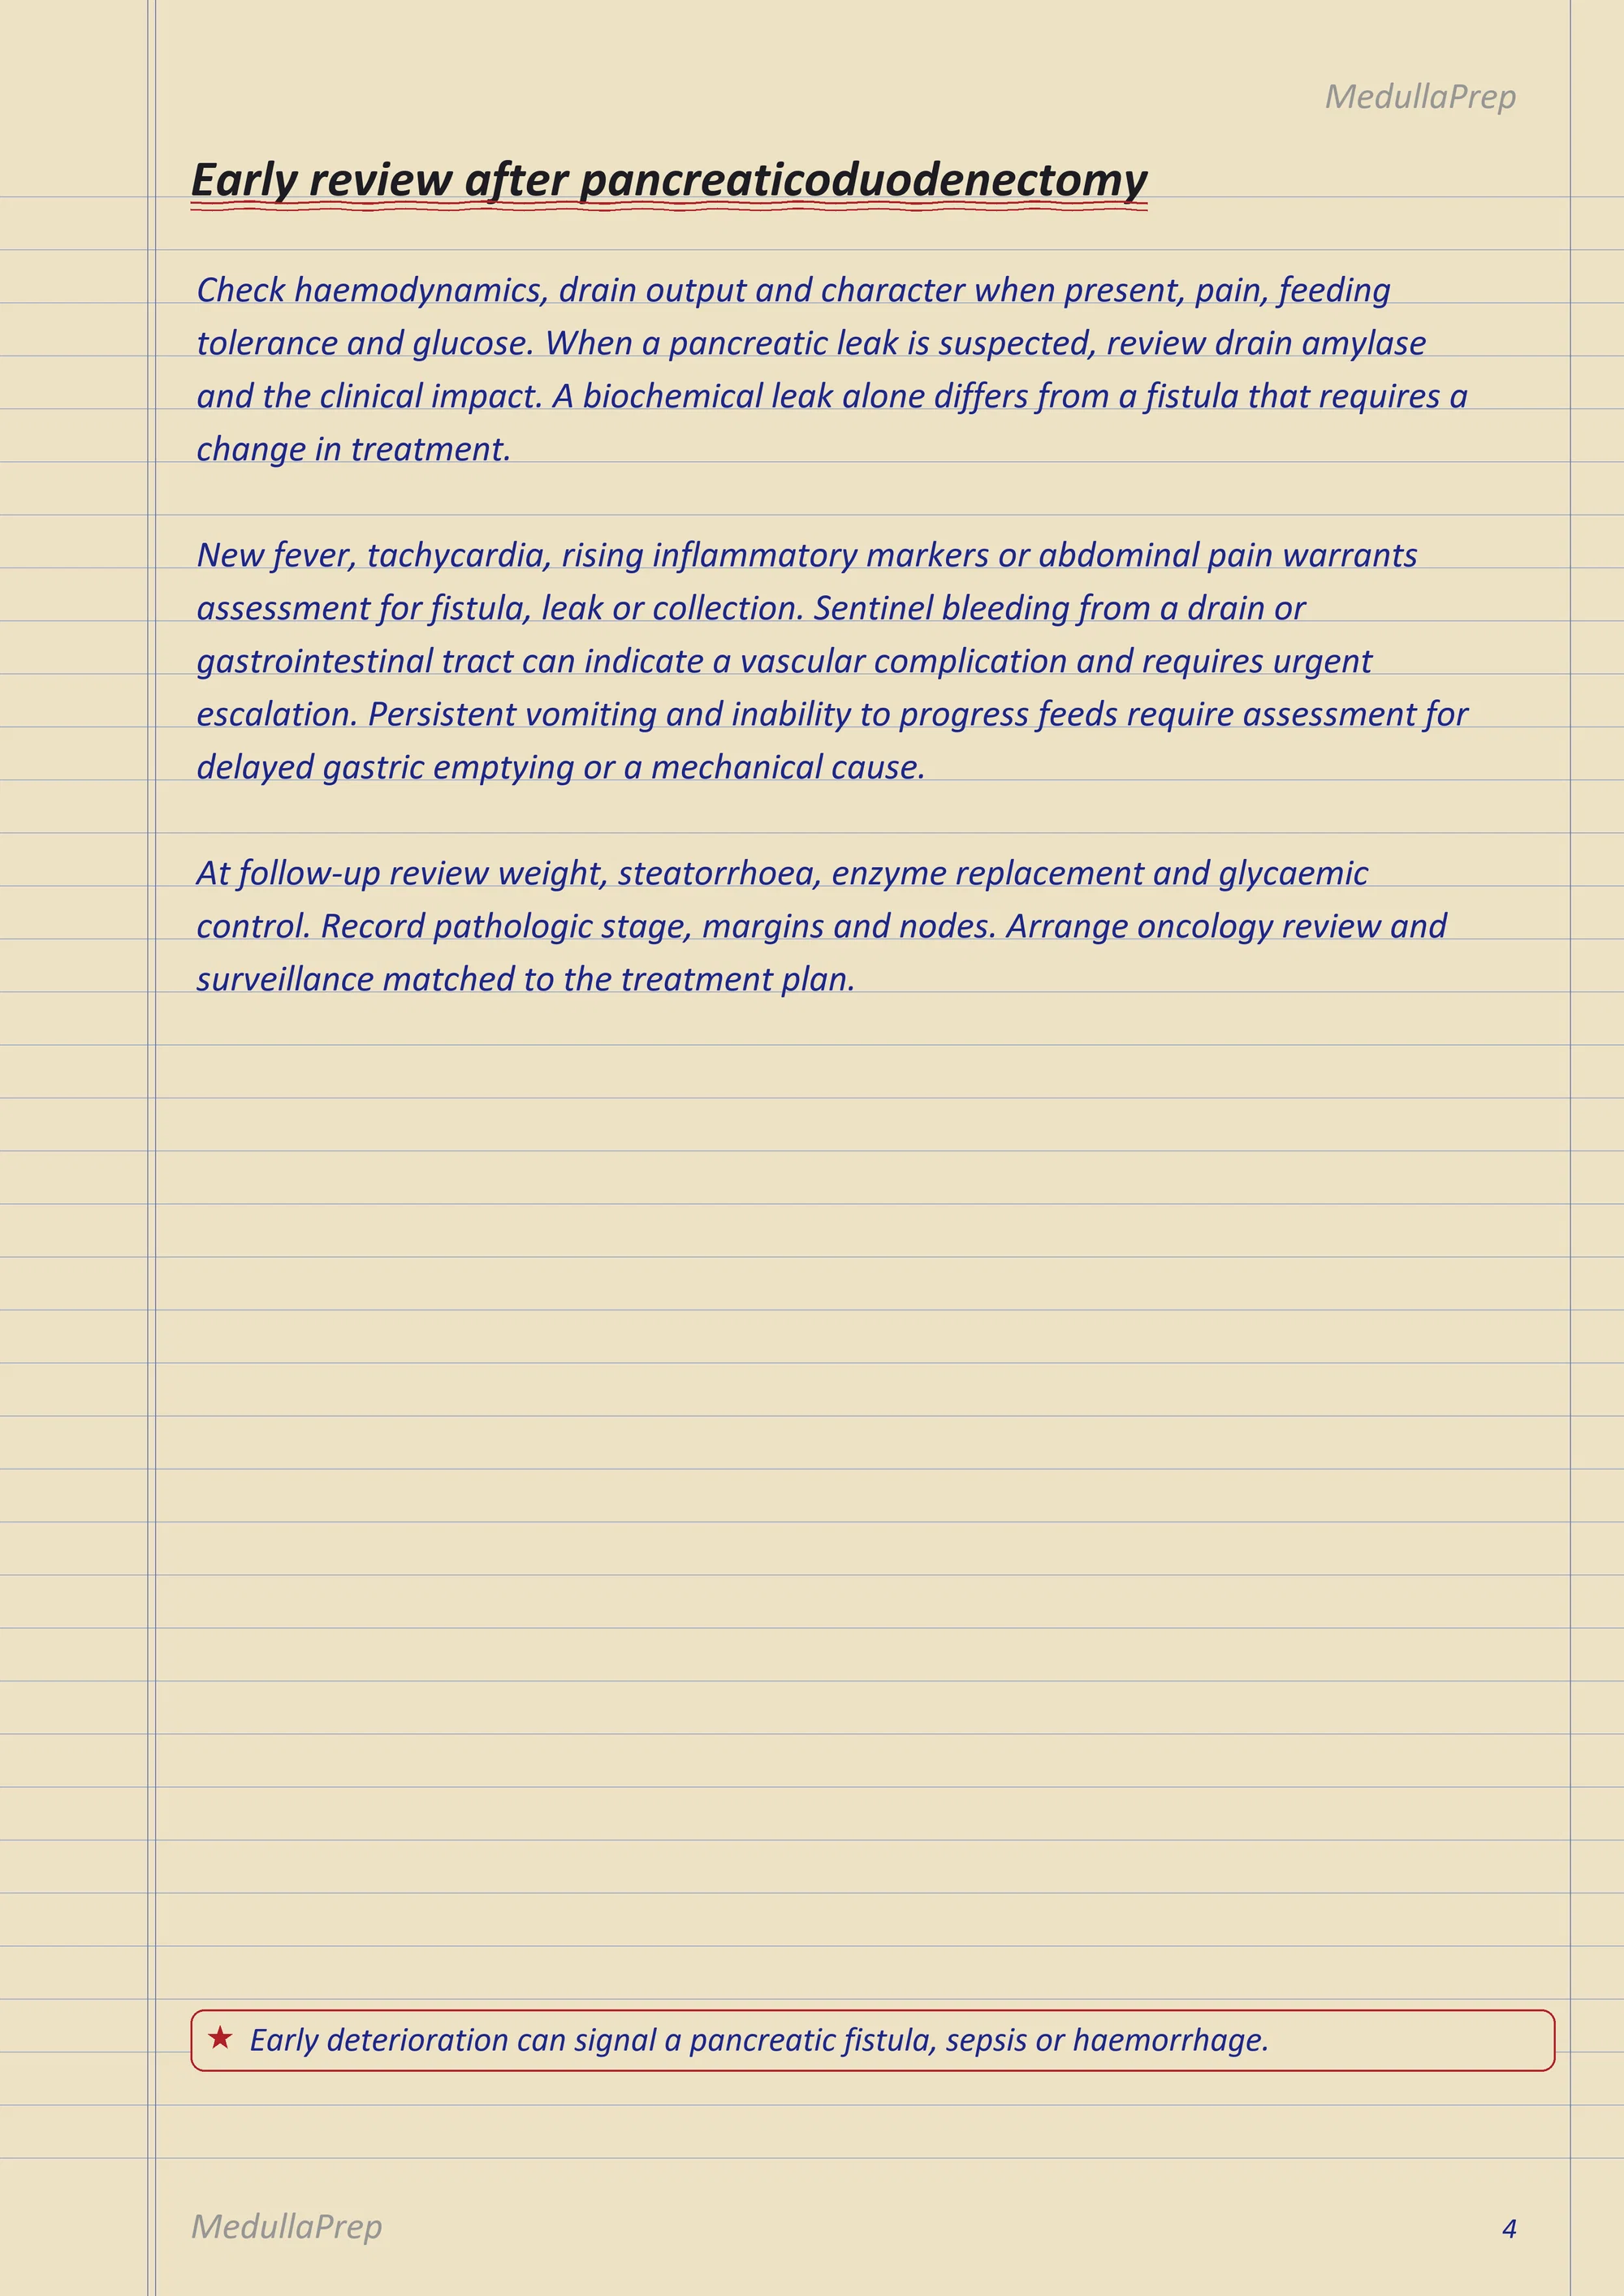 MedullaPrep
Early review after pancreaticoduodenectomy
Check haemodynamics, drain output and character when present, pain, feeding
tolerance and glucose. When a pancreatic leak is suspected, review drain amylase
and the clinical impact. A biochemical leak alone differs from a fistula that requires a
change in treatment.
New fever, tachycardia, rising inflammatory markers or abdominal pain warrants
assessment for fistula, leak or collection. Sentinel bleeding from a drain or
gastrointestinal tract can indicate a vascular complication and requires urgent
escalation. Persistent vomiting and inability to progress feeds require assessment for
delayed gastric emptying or a mechanical cause.
At follow-up review weight, steatorrhoea, enzyme replacement and glycaemic
control. Record pathologic stage, margins and nodes. Arrange oncology review and
surveillance matched to the treatment plan.
★ Early deterioration can signal a pancreatic fistula, sepsis or haemorrhage.
MedullaPrep
4